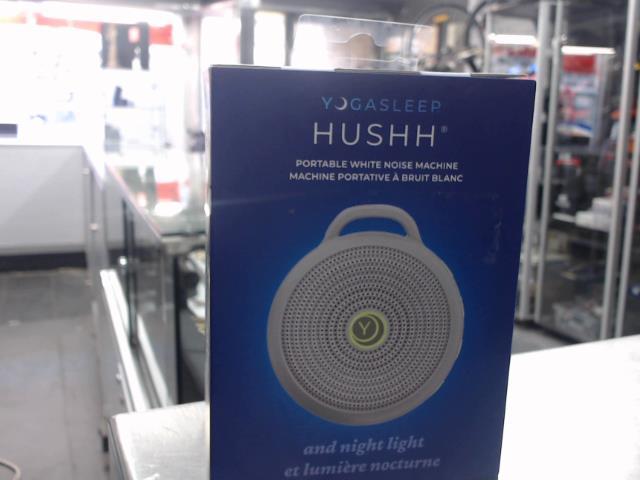 YOGASLEEP
HUSHH®
PORTABLE WHITE NOISE MACHINE
MACHINE PORTATIVE À BRUIT BLANC
Y
and night light
et lumière nocturne